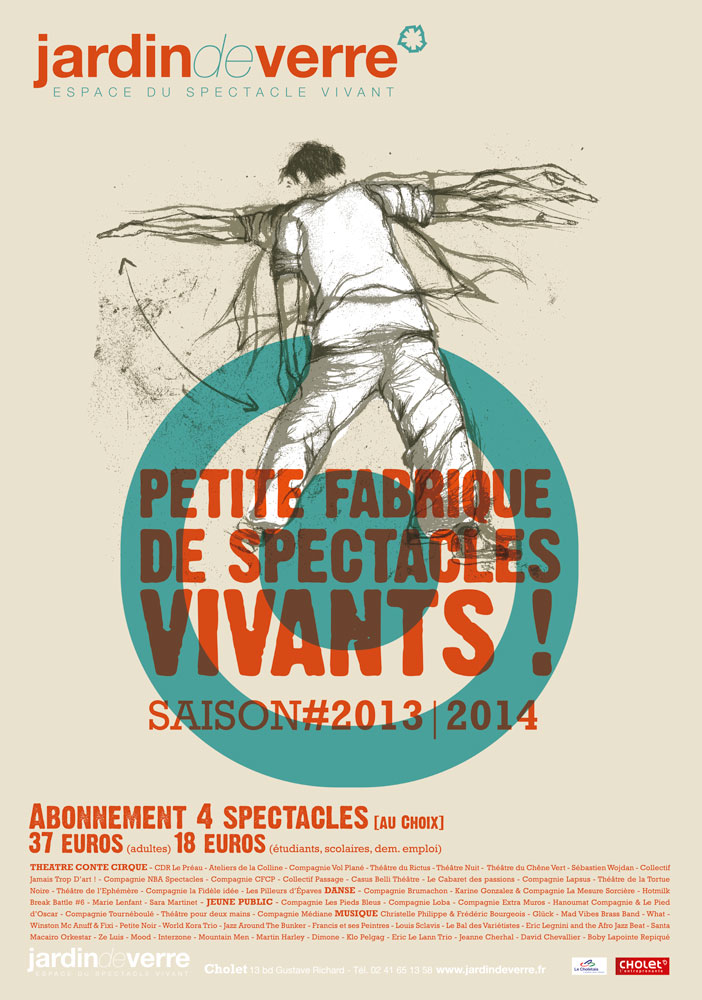 jardindeverre
ESPACE DU SPECTACLE VIVANT
PETITE FABRIQUE
DE SPECTACLES
VIVANTS !
SAISON#2013|2014
ABONNEMENT 4 SPECTACLES [AU CHOIX]
37 EUROS (adultes) 18 EUROS (étudiants, scolaires, dem. emploi)
THEATRE CONTE CIRQUE - CDR Le Préau - Ateliers de la Colline - Compagnie Vol Plané - Théâtre du Rictus - Théâtre Nuit - Théâtre du Chêne Vert - Sébastien Wojdan - Collectif
Jamais Trop D'art ! - Compagnie NBA Spectacles - Compagnie CFCP - Collectif Passage - Casus Belli Théâtre - Le Cabaret des passions - Compagnie Lapsus - Théâtre de la Tortue
Noire - Théâtre de l'Ephémère - Compagnie la Fidèle idée - Les Pilleurs d'Épaves DANSE - Compagnie Brumachon - Karine Gonzalez & Compagnie La Mesure Sorcière - Hotmilk
Break Battle #6 - Marie Lenfant - Sara Martinet - JEUNE PUBLIC - Compagnie Les Pieds Bleus - Compagnie Loba - Compagnie Extra Muros - Hanoumat Compagnie & Le Pied
d'Oscar - Compagnie Tournéboulé - Théâtre pour deux mains - Compagnie Médiane MUSIQUE Christelle Philippe & Frédéric Bourgeois - Glück - Mad Vibes Brass Band - What -
Winston Mc Anuff & Fixi - Petite Noir - World Kora Trio - Jazz Around The Bunker - Francis et ses Peintres - Louis Sclavis - Le Bal des Variétistes - Eric Legnini and the Afro Jazz Beat - Santa
Macairo Orkestar - Ze Luis - Mood - Interzone - Mountain Men - Martin Harley - Dimone - Klo Pelgag - Eric Le Lann Trio - Jeanne Cherhal - David Chevallier - Boby Lapointe Repiqué
jardindeverre
ESPACE DU SPECTACLE VIVANT
Cholet 13 bd Gustave Richard - Tél. 02 41 65 13 58 www.jardindeverre.fr
Le Choletais
CHOLET
l'entreprenante